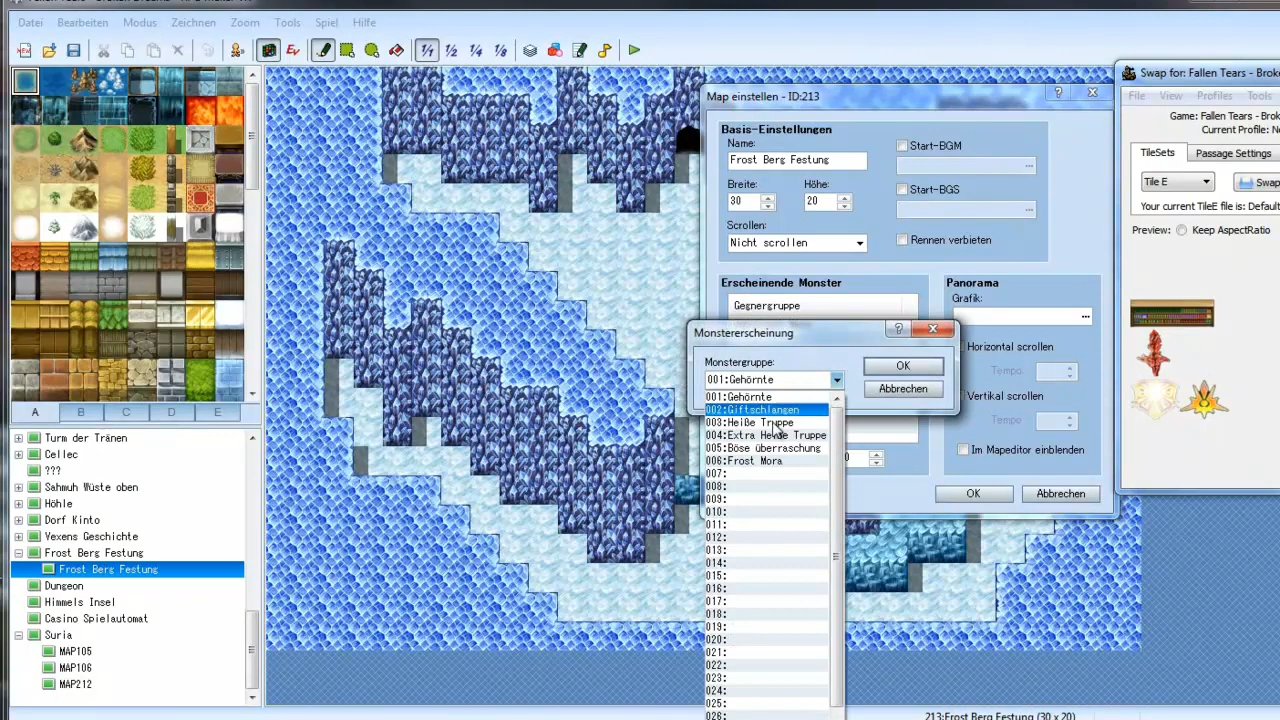 Datei Bearbeiten Modus Zeichnen Zoom Tools Spiel Hilfe
Swap for: Fallen Tears - Broke
File View Profiles Tools
Game: Fallen Tears - Brok
Current Profile: N
TileSets Passage Settings
Tile E Swap
Your current TileE file is: Default
Preview: Keep AspectRatio
Map einstellen - ID:213
Basis-Einstellungen
Name:
Frost Berg Festung
Breite: Höhe:
30 20
Scrollen:
Nicht scrollen
Start-BGM
...
Start-BGS
...
Rennen verbieten
Erscheinende Monster
Gegnergruppe
Panorama
Grafik:
...
Horizontal scrollen
Tempo
Vertikal scrollen
Tempo
Im Mapeditor einblenden
0
OK Abbrechen
Monstererscheinung
Monstergruppe:
001:Gehörnte
OK
Abbrechen
001:Gehörnte
002:Giftschlangen
003:Heiße Truppe
004:Extra Heiße Truppe
005:Böse überraschung
006:Frost Mora
007:
008:
009:
010:
011:
012:
013:
014:
015:
016:
017:
018:
019:
020:
021:
022:
023:
024:
025:
026:
A B C D E
Turm der Tränen
Cellec
???
Sahmuh Wüste oben
Höhle
Dorf Kinto
Vexens Geschichte
Frost Berg Festung
Frost Berg Festung
Dungeon
Himmels Insel
Casino Spielautomat
Suria
MAP105
MAP106
MAP212
213:Frost Berg Festung (30 x 20)